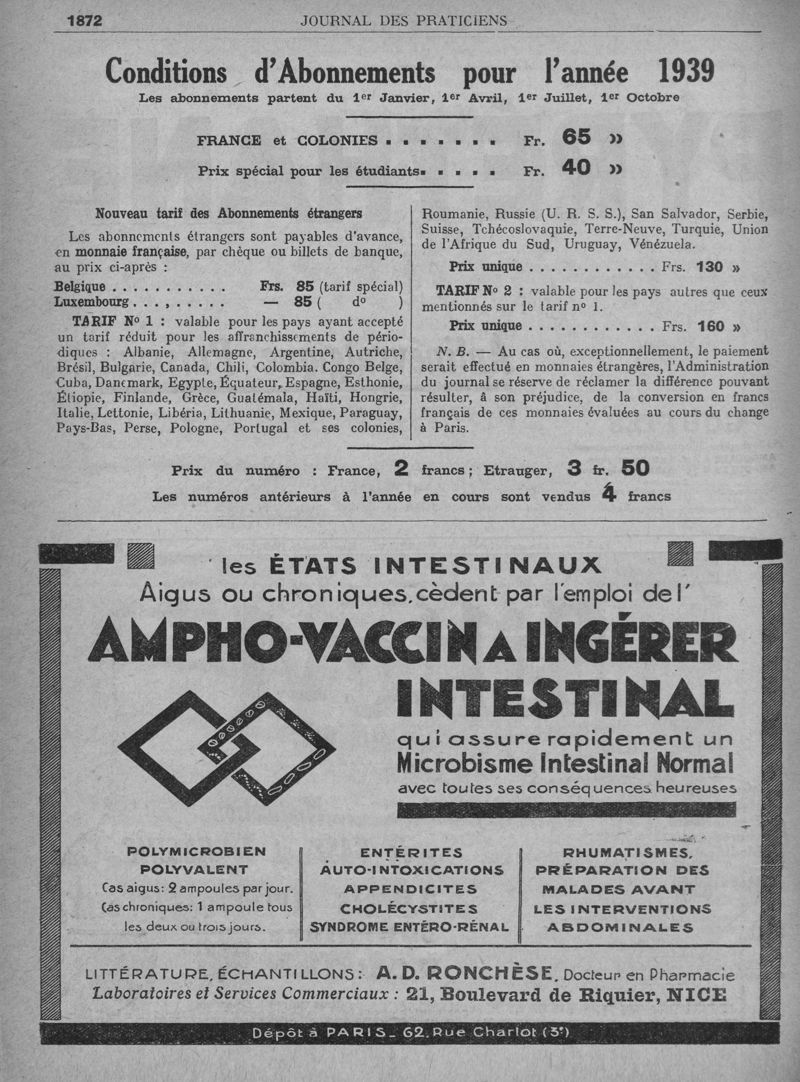 1872
JOURNAL DES PRATICIENS
Conditions d'Abonnements pour l'année 1939
Les abonnements partent du 1er Janvier, 1er Avril, 1er Juillet, 1er Octobre
FRANCE et COLONIES . . . . . . . Fr. 65 »
Prix spécial pour les étudiants. . . . . Fr. 40 »
Nouveau tarif des Abonnements étrangers
Les abonnements étrangers sont payables d'avance,
en monnaie française, par chèque ou billets de banque,
au prix ci-après :
Belgique . . . . . . . . . . . Frs. 85 (tarif spécial)
Luxembourg . . . , . . . . . — 85 ( do )
TARIF No 1 : valable pour les pays ayant accepté
un tarif réduit pour les affranchissements de pério-
diques : Albanie, Allemagne, Argentine, Autriche,
Brésil, Bulgarie, Canada, Chili, Colombia. Congo Belge,
Cuba, Danemark, Egypte, Équateur, Espagne, Esthonie,
Étiopie, Finlande, Grèce, Guatémala, Haïti, Hongrie,
Italie, Lettonie, Libéria, Lithuanie, Mexique, Paraguay,
Pays-Bas, Perse, Pologne, Portugal et ses colonies,
Roumanie, Russie (U. R. S. S.), San Salvador, Serbie,
Suisse, Tchécoslovaquie, Terre-Neuve, Turquie, Union
de l'Afrique du Sud, Uruguay, Vénézuela.
Prix unique . . . . . . . . . . . . Frs. 130 »
TARIF No 2 : valable pour les pays autres que ceux
mentionnés sur le tarif no 1.
Prix unique . . . . . . . . . . . . Frs. 160 »
N. B. — Au cas où, exceptionnellement, le paiement
serait effectué en monnaies étrangères, l'Administration
du journal se réserve de réclamer la différence pouvant
résulter, à son préjudice, de la conversion en francs
français de ces monnaies évaluées au cours du change
à Paris.
Prix du numéro : France, 2 francs ; Etrauger, 3 fr. 50
Les numéros antérieurs à l'année en cours sont vendus 4 francs
les ÉTATS INTESTINAUX
Aigus ou chroniques, cèdent par l'emploi de l'
AMPHO-VACCIN A INGÉRER
INTESTINAL
qui assure rapidement un
Microbisme Intestinal Normal
avec toutes ses conséquences heureuses
POLYMICROBIEN
POLYVALENT
Cas aigus: 2 ampoules par jour.
Cas chroniques: 1 ampoule tous
les deux ou trois jours.
ENTÉRITES
AUTO-INTOXICATIONS
APPENDICITES
CHOLÉCYSTITES
SYNDROME ENTÉRO-RÉNAL
RHUMATISMES,
PRÉPARATION DES
MALADES AVANT
LES INTERVENTIONS
ABDOMINALES
LITTÉRATURE, ÉCHANTILLONS : A. D. RONCHÈSE, Docteur en Pharmacie
Laboratoires et Services Commerciaux : 21, Boulevard de Riquier, NICE
Dépôt à PARIS _ 62, Rue Charlot (3e)